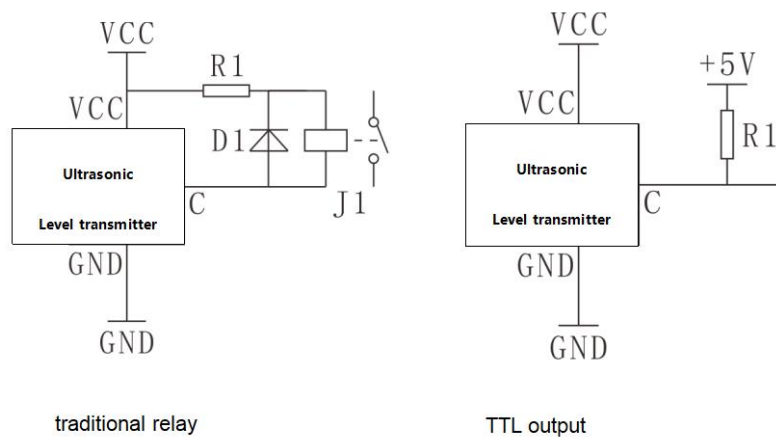 VCC
R1
VCC
D1
Ultrasonic
Level transmitter
C
J1
GND
GND
traditional relay
VCC
+5V
VCC
R1
Ultrasonic
Level transmitter
C
GND
GND
TTL output